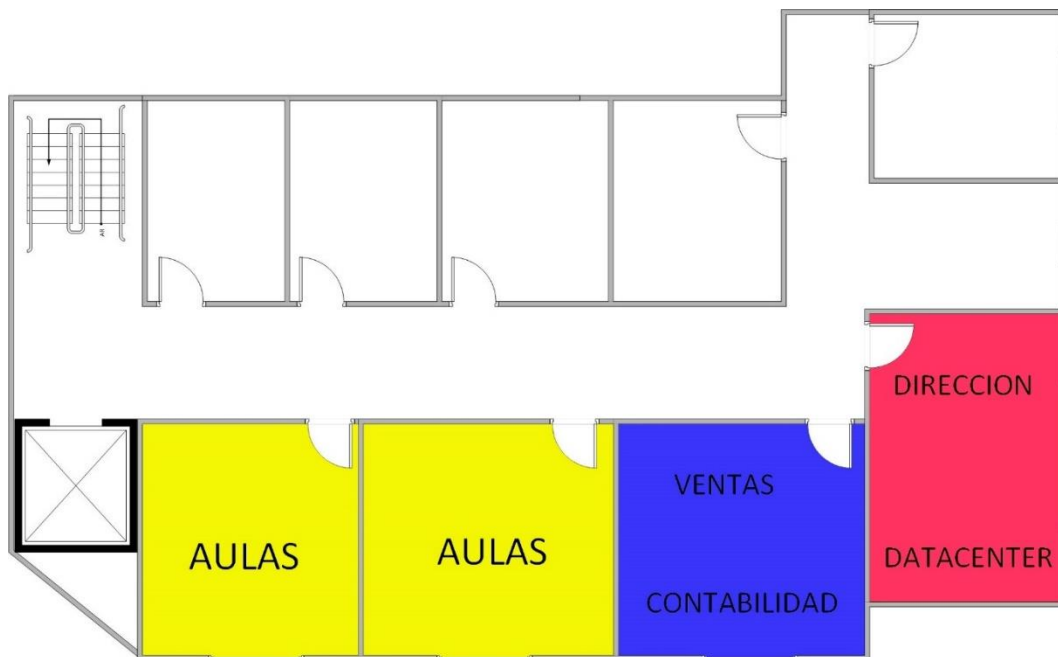 DIRECCION
VENTAS
AULAS
AULAS
DATACENTER
CONTABILIDAD